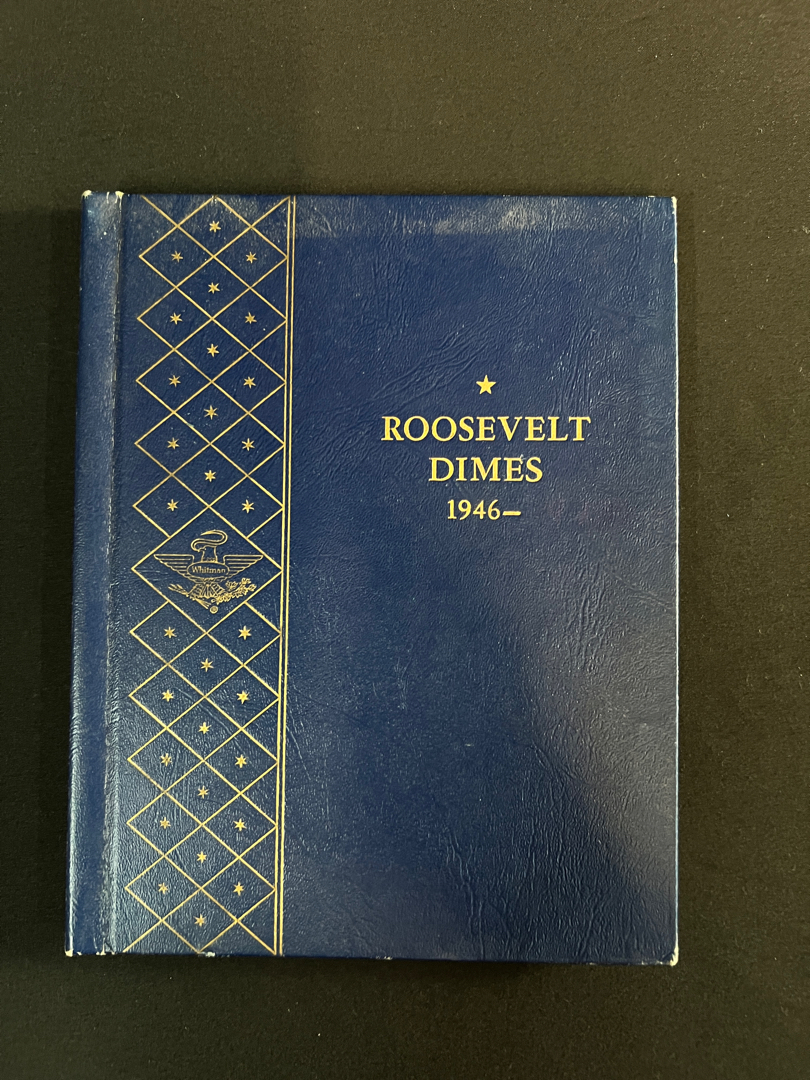 ROOSEVELT
DIMES
1946–
Whitman
®